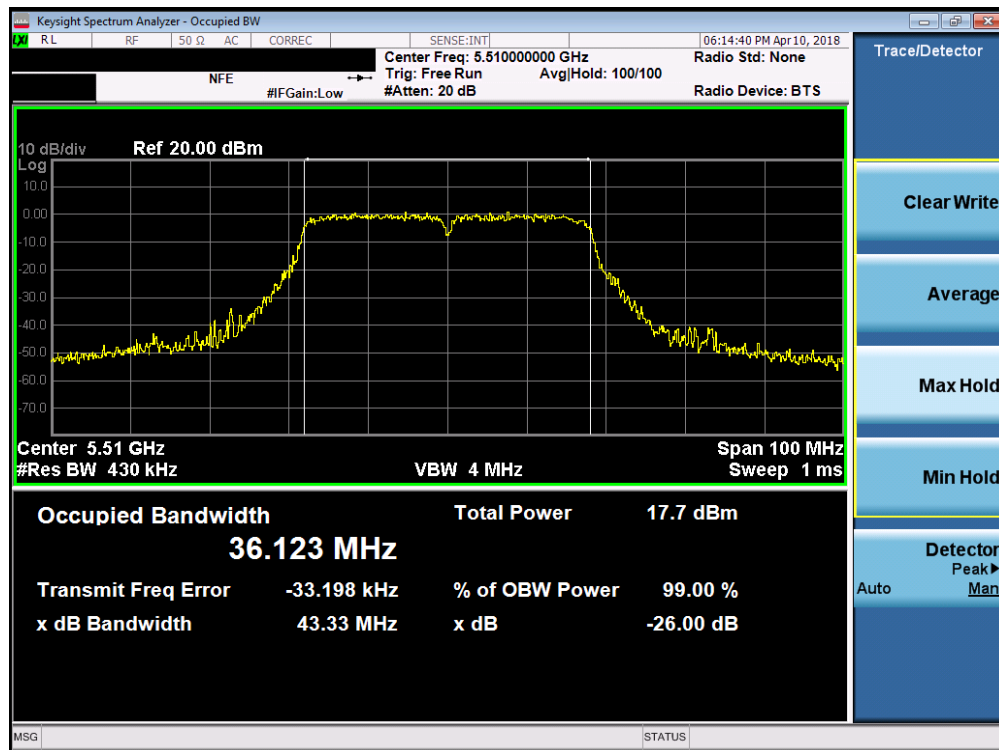 Keysight Spectrum Analyzer - Occupied BW
LXI RL RF 50 Ω AC CORREC SENSE:INT 06:14:40 PM Apr 10, 2018
Center Freq: 5.510000000 GHz Radio Std: None
NFE Trig: Free Run Avg|Hold: 100/100
#IFGain:Low #Atten: 20 dB Radio Device: BTS
10 dB/div Ref 20.00 dBm
Log
10.0
0.00
-10.0
-20.0
-30.0
-40.0
-50.0
-60.0
-70.0
Center 5.51 GHz Span 100 MHz
#Res BW 430 kHz VBW 4 MHz Sweep 1 ms
Occupied Bandwidth Total Power 17.7 dBm
36.123 MHz
Transmit Freq Error -33.198 kHz % of OBW Power 99.00 %
x dB Bandwidth 43.33 MHz x dB -26.00 dB
MSG STATUS
Trace/Detector
Clear Write
Average
Max Hold
Min Hold
Detector
Peak▶
Auto Man